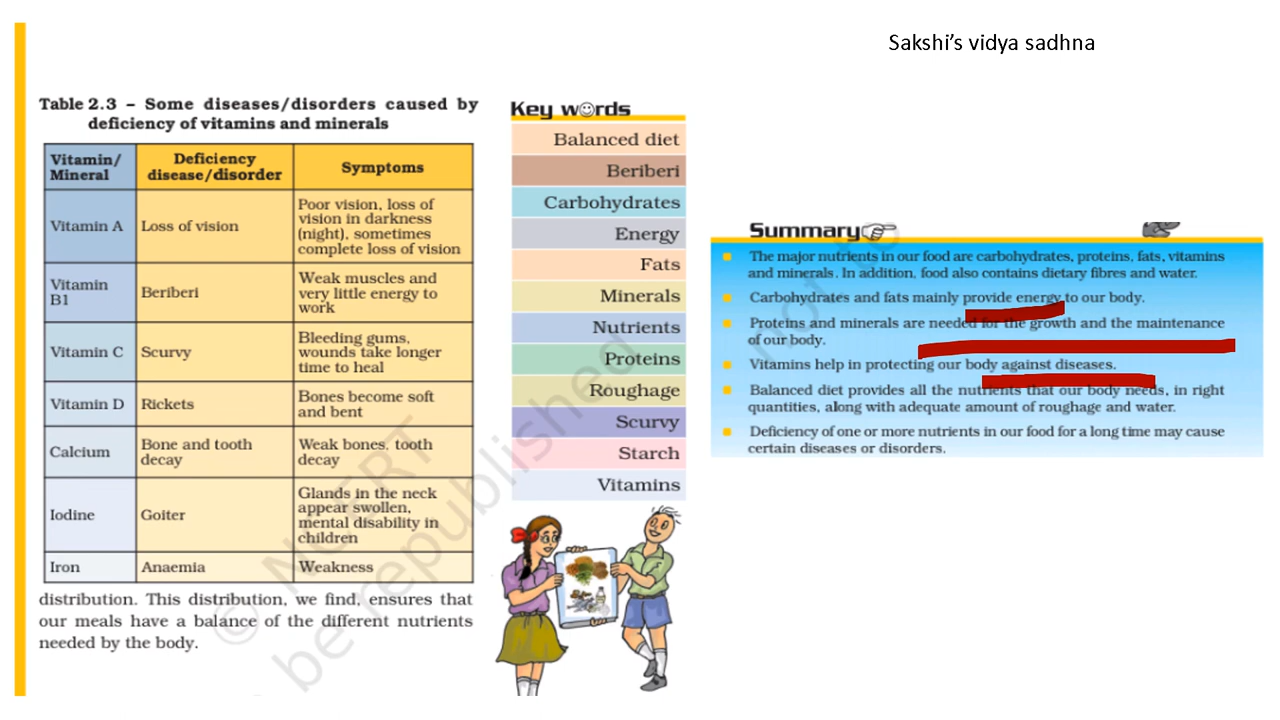 Sakshi's vidya sadhna
Table 2.3 – Some diseases/disorders caused by
deficiency of vitamins and minerals
Vitamin/ Mineral | Deficiency disease/disorder | Symptoms
Vitamin A | Loss of vision | Poor vision, loss of vision in darkness (night), sometimes complete loss of vision
Vitamin B1 | Beriberi | Weak muscles and very little energy to work
Vitamin C | Scurvy | Bleeding gums, wounds take longer time to heal
Vitamin D | Rickets | Bones become soft and bent
Calcium | Bone and tooth decay | Weak bones, tooth decay
Iodine | Goiter | Glands in the neck appear swollen, mental disability in children
Iron | Anaemia | Weakness
distribution. This distribution, we find, ensures that
our meals have a balance of the different nutrients
needed by the body.
Key words
Balanced diet
Beriberi
Carbohydrates
Energy
Fats
Minerals
Nutrients
Proteins
Roughage
Scurvy
Starch
Vitamins
Summary
The major nutrients in our food are carbohydrates, proteins, fats, vitamins
and minerals. In addition, food also contains dietary fibres and water.
Carbohydrates and fats mainly provide energy to our body.
Proteins and minerals are needed for the growth and the maintenance
of our body.
Vitamins help in protecting our body against diseases.
Balanced diet provides all the nutrients that our body needs, in right
quantities, along with adequate amount of roughage and water.
Deficiency of one or more nutrients in our food for a long time may cause
certain diseases or disorders.
© NCERT
not to be republished